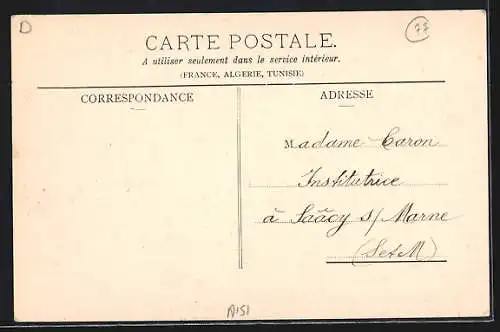 D
77
CARTE POSTALE.
A utiliser seulement dans le service intérieur.
(FRANCE, ALGERIE, TUNISIE)
CORRESPONDANCE
ADRESSE
Madame Caron
Institutrice
à Saâcy s/ Marne
(S et M)